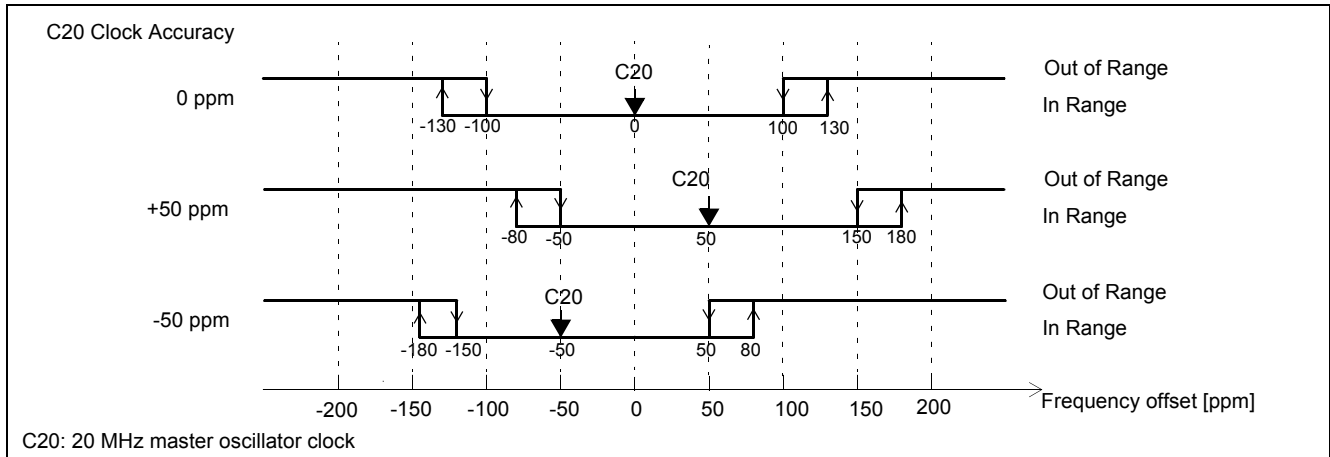 C20 Clock Accuracy
0 ppm
C20
Out of Range
In Range
-130 -100 0 100 130
+50 ppm
C20
Out of Range
In Range
-80 -50 50 150 180
-50 ppm
C20
Out of Range
In Range
-180 -150 -50 50 80
-200 -150 -100 -50 0 50 100 150 200
Frequency offset [ppm]
C20: 20 MHz master oscillator clock